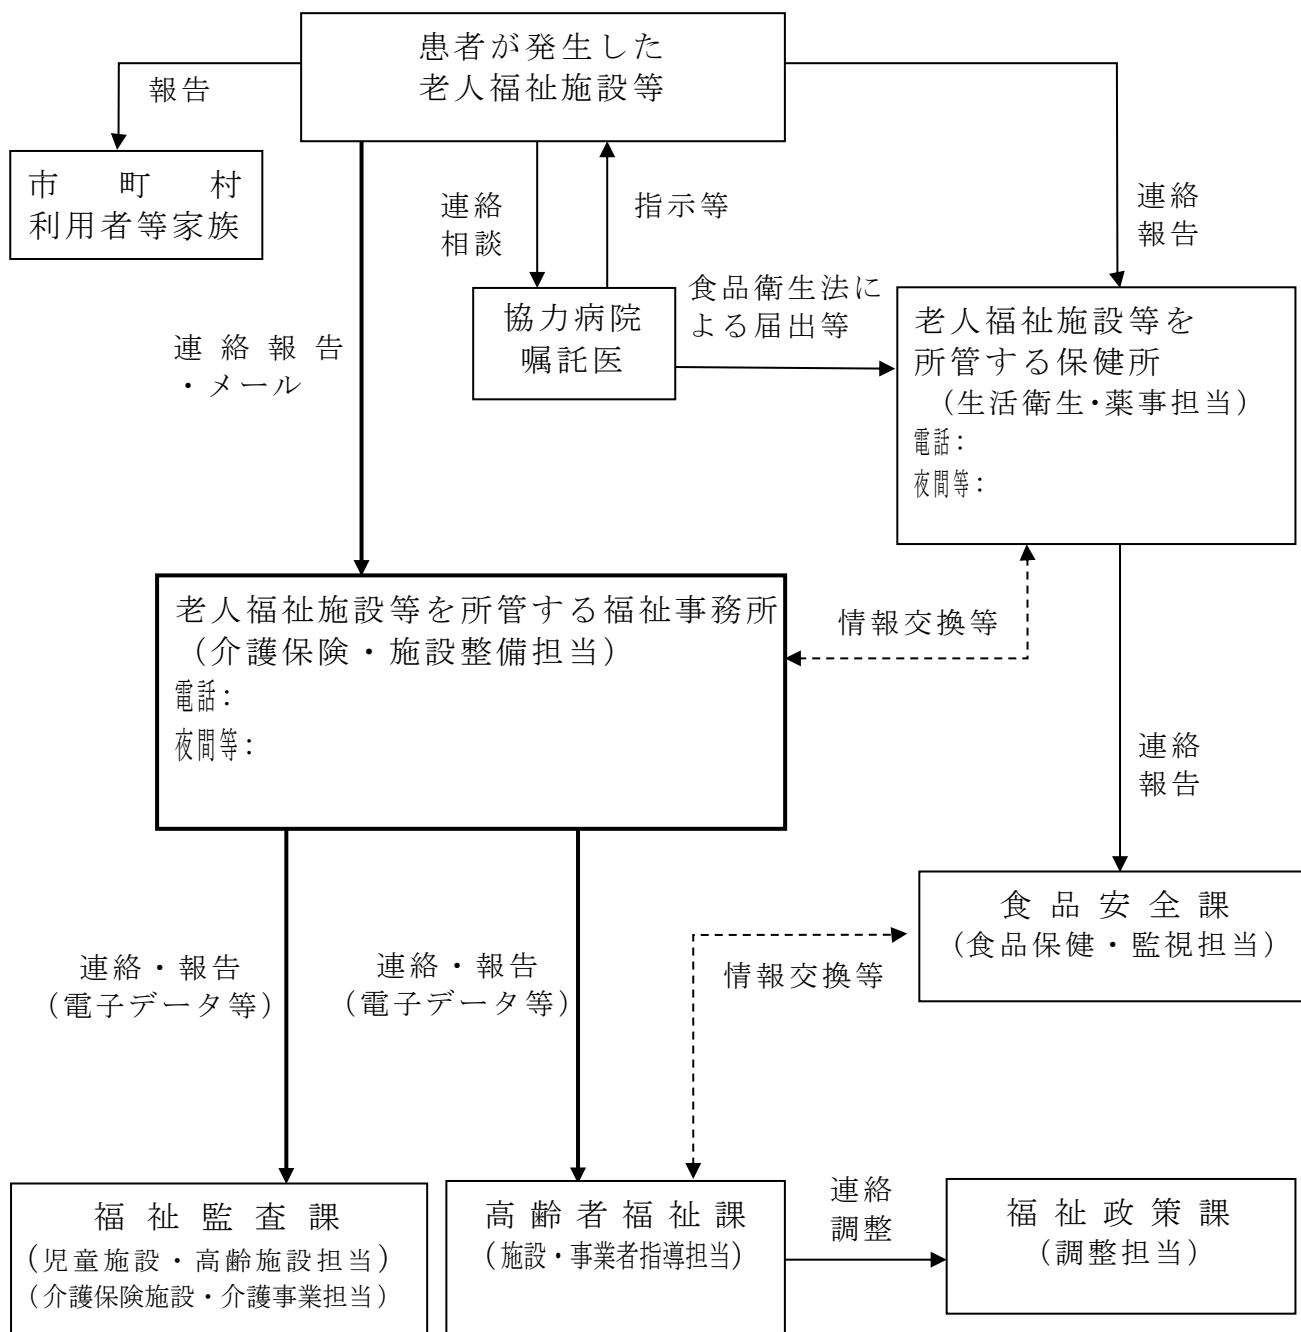 患者が発生した
老人福祉施設等
報告
市町村
利用者等家族
連絡
相談
指示等
連絡
報告
食品衛生法に
よる届出等
協力病院
嘱託医
老人福祉施設等を
所管する保健所
（生活衛生・薬事担当）
電話：
夜間等：
連絡報告
・メール
老人福祉施設等を所管する福祉事務所
（介護保険・施設整備担当）
電話：
夜間等：
情報交換等
連絡
報告
食品安全課
（食品保健・監視担当）
連絡・報告
（電子データ等）
連絡・報告
（電子データ等）
情報交換等
福祉監査課
（児童施設・高齢施設担当）
（介護保険施設・介護事業担当）
高齢者福祉課
（施設・事業者指導担当）
連絡
調整
福祉政策課
（調整担当）